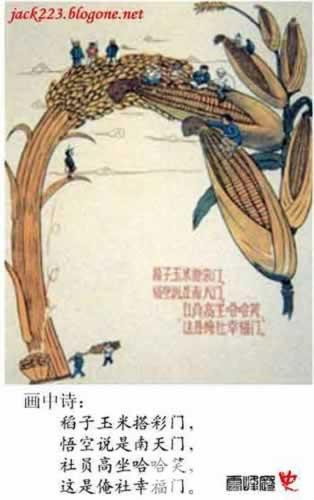 jack223.blogone.net
稻子玉米搭彩门,
悟空说是南天门,
社员高坐哈哈笑,
这是俺社幸福门。
画中诗:
稻子玉米搭彩门,
悟空说是南天门,
社员高坐哈哈笑,
这是俺社幸福门。
史